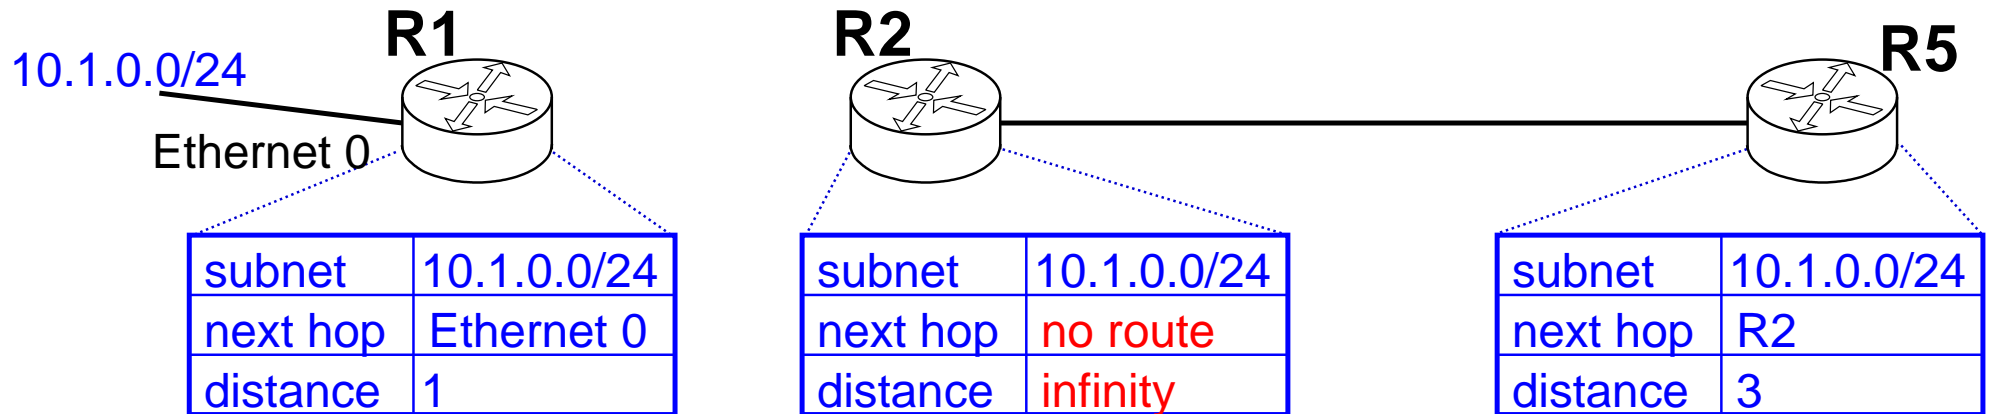 R1
R2
R5
10.1.0.0/24
Ethernet 0
subnet 10.1.0.0/24
next hop Ethernet 0
distance 1
subnet 10.1.0.0/24
next hop no route
distance infinity
subnet 10.1.0.0/24
next hop R2
distance 3